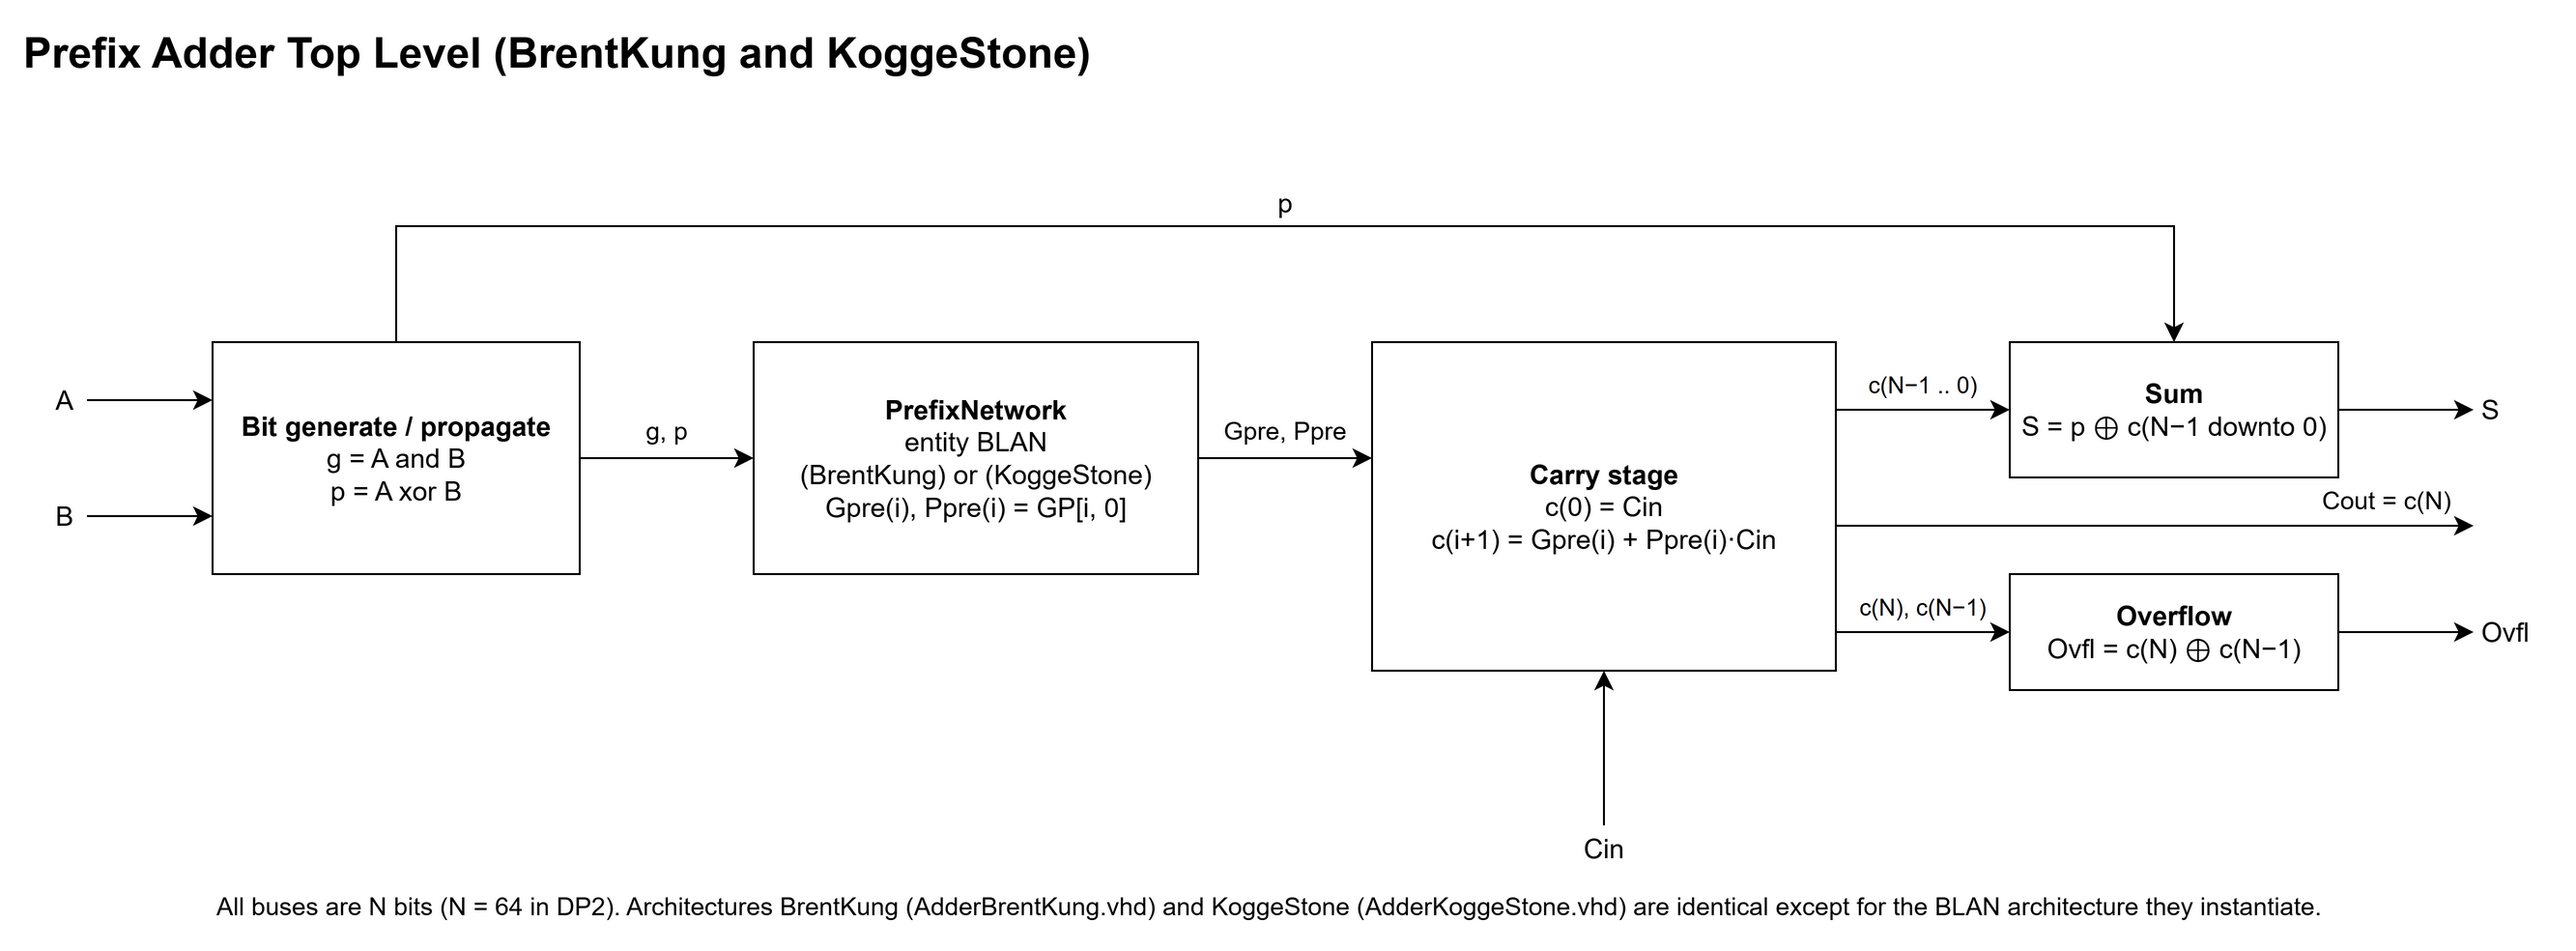 Prefix Adder Top Level (BrentKung and KoggeStone)
p
A
B
Bit generate / propagate
g = A and B
p = A xor B
g, p
PrefixNetwork
entity BLAN
(BrentKung) or (KoggeStone)
Gpre(i), Ppre(i) = GP[i, 0]
Gpre, Ppre
Carry stage
c(0) = Cin
c(i+1) = Gpre(i) + Ppre(i)·Cin
Cin
c(N−1 .. 0)
Sum
S = p ⊕ c(N−1 downto 0)
S
Cout = c(N)
c(N), c(N−1)
Overflow
Ovfl = c(N) ⊕ c(N−1)
Ovfl
All buses are N bits (N = 64 in DP2). Architectures BrentKung (AdderBrentKung.vhd) and KoggeStone (AdderKoggeStone.vhd) are identical except for the BLAN architecture they instantiate.